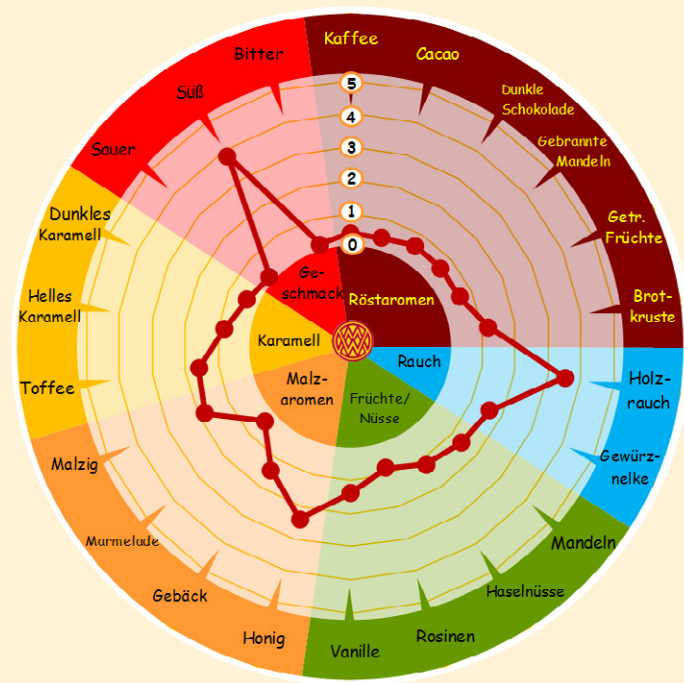 Kaffee
Cacao
Dunkle
Schokolade
Gebrannte
Mandeln
Getr.
Früchte
Brot-
kruste
Holz-
rauch
Gewürz-
nelke
Mandeln
Haselnüsse
Rosinen
Vanille
Honig
Gebäck
Marmelade
Malzig
Toffee
Helles
Karamell
Dunkles
Karamell
Sauer
Süß
Bitter
5
4
3
2
1
0
Ge-
schmack
Röstaromen
Rauch
Früchte/
Nüsse
Malz-
aromen
Karamell